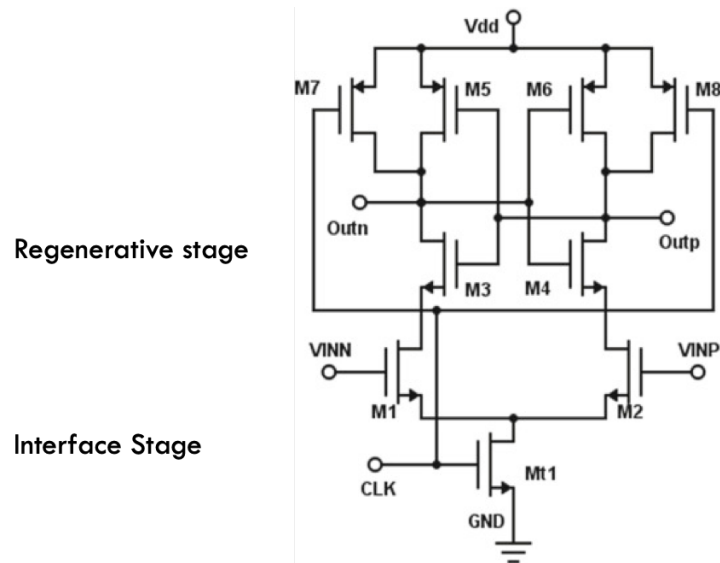 Vdd
M7 M5 M6 M8
Outn Outp
Regenerative stage
M3 M4
VINN VINP
M1 M2
Interface Stage
CLK Mt1
GND